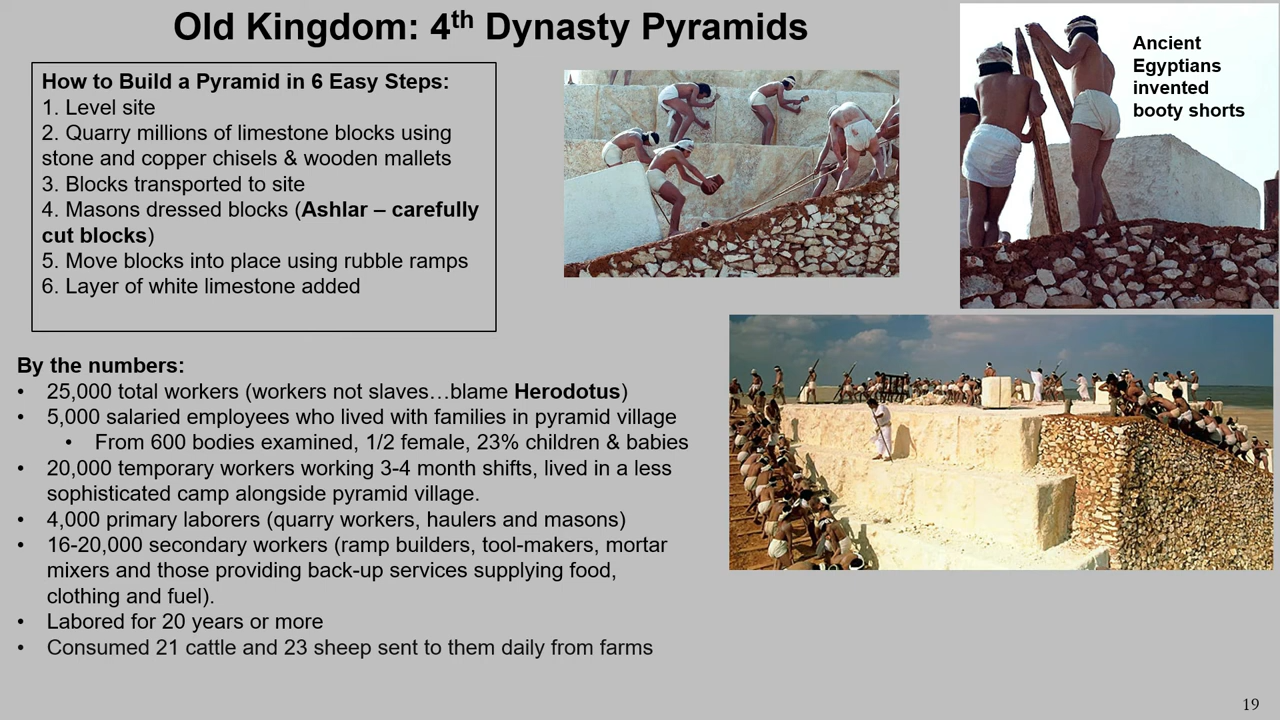 Old Kingdom: 4th Dynasty Pyramids
How to Build a Pyramid in 6 Easy Steps:
1. Level site
2. Quarry millions of limestone blocks using
stone and copper chisels & wooden mallets
3. Blocks transported to site
4. Masons dressed blocks (Ashlar – carefully
cut blocks)
5. Move blocks into place using rubble ramps
6. Layer of white limestone added
Ancient
Egyptians
invented
booty shorts
By the numbers:
• 25,000 total workers (workers not slaves…blame Herodotus)
• 5,000 salaried employees who lived with families in pyramid village
• From 600 bodies examined, 1/2 female, 23% children & babies
• 20,000 temporary workers working 3-4 month shifts, lived in a less
sophisticated camp alongside pyramid village.
• 4,000 primary laborers (quarry workers, haulers and masons)
• 16-20,000 secondary workers (ramp builders, tool-makers, mortar
mixers and those providing back-up services supplying food,
clothing and fuel).
• Labored for 20 years or more
• Consumed 21 cattle and 23 sheep sent to them daily from farms
19